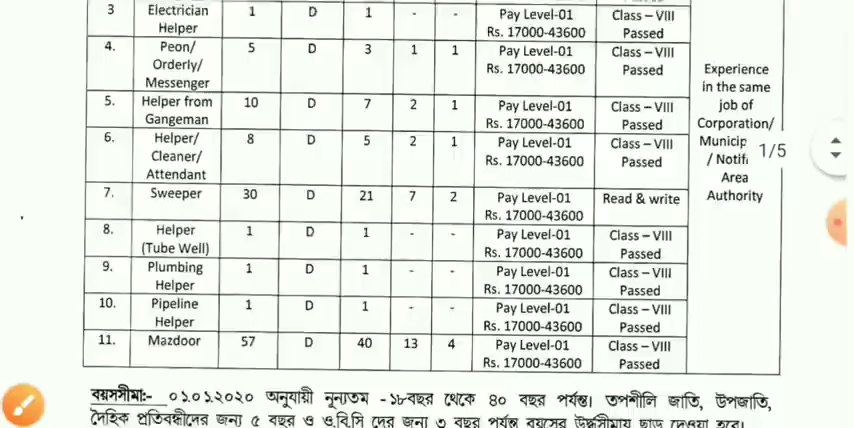 3 Electrician 1 D 1 - - Pay Level-01 Class – VIII
Helper Rs. 17000-43600 Passed
4. Peon/ 5 D 3 1 1 Pay Level-01 Class – VIII
Orderly/ Rs. 17000-43600 Passed Experience
Messenger in the same
5. Helper from 10 D 7 2 1 Pay Level-01 Class – VIII job of
Gangeman Rs. 17000-43600 Passed Corporation/
6. Helper/ 8 D 5 2 1 Pay Level-01 Class – VIII Municip 1/5
Cleaner/ Rs. 17000-43600 Passed / Notifi
Attendant Area
7. Sweeper 30 D 21 7 2 Pay Level-01 Read & write Authority
Rs. 17000-43600
8. Helper 1 D 1 - - Pay Level-01 Class – VIII
(Tube Well) Rs. 17000-43600 Passed
9. Plumbing 1 D 1 - - Pay Level-01 Class – VIII
Helper Rs. 17000-43600 Passed
10. Pipeline 1 D 1 - - Pay Level-01 Class – VIII
Helper Rs. 17000-43600 Passed
11. Mazdoor 57 D 40 13 4 Pay Level-01 Class – VIII
Rs. 17000-43600 Passed
বয়সসীমাঃ- ০১.০১.২০২০ অনুযায়ী নূন্যতম -১৮বছর থেকে ৪০ বছর পর্যন্ত। তপশীলি জাতি, উপজাতি,
দৈহিক প্রতিবন্ধীদের জন্য ৫ বছর ও ও.বি.সি দের জন্য ৩ বছর পর্যন্ত বয়সের উর্দ্ধসীমায় ছাড় দেওয়া হবে।